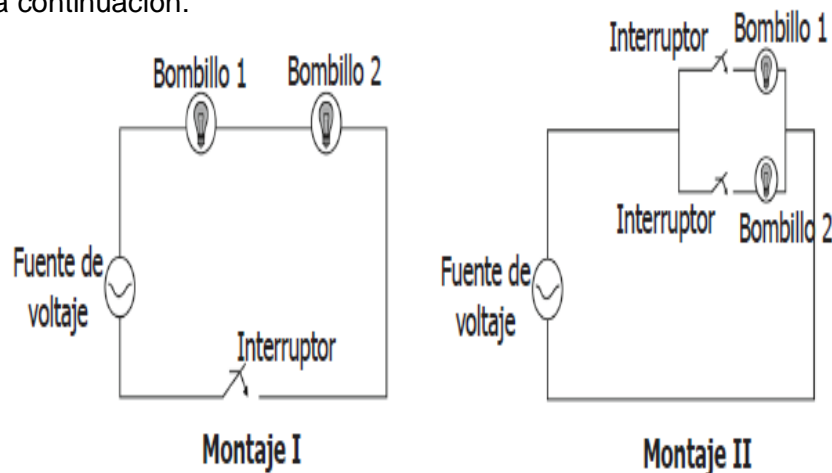 a continuación.
Bombillo 1
Bombillo 2
Fuente de
voltaje
Interruptor
Montaje I
Interruptor
Bombillo 1
Interruptor
Bombillo 2
Fuente de
voltaje
Montaje II